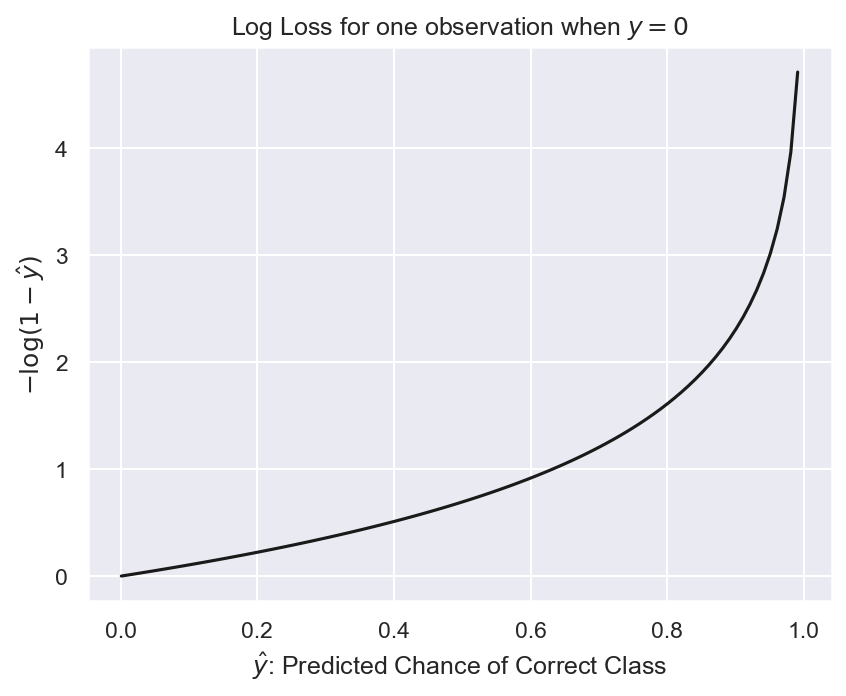 Log Loss for one observation when y = 0
−log(1 − ŷ)
4
3
2
1
0
0.0 0.2 0.4 0.6 0.8 1.0
ŷ: Predicted Chance of Correct Class